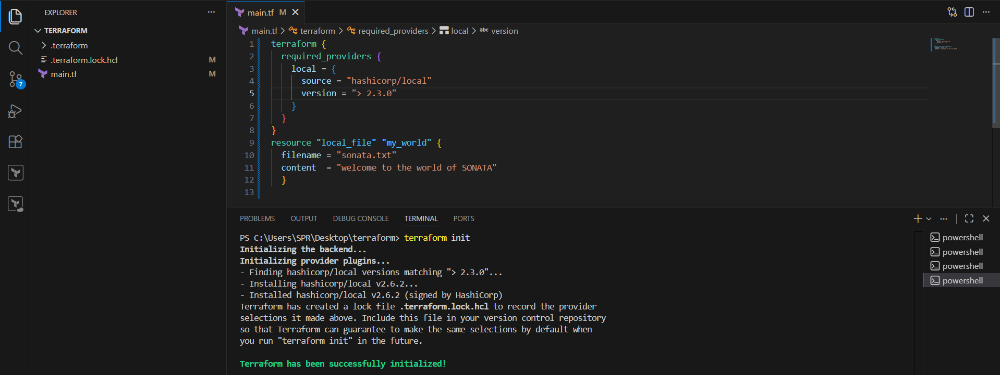 EXPLORER
TERRAFORM
.terraform
.terraform.lock.hcl M
main.tf M
7
main.tf M
main.tf > terraform > required_providers > local > abc version
1 terraform {
2   required_providers {
3     local = {
4       source = "hashicorp/local"
5       version = "> 2.3.0"
6     }
7   }
8 }
9 resource "local_file" "my_world" {
10   filename = "sonata.txt"
11   content  = "welcome to the world of SONATA"
12   }
13
PROBLEMS OUTPUT DEBUG CONSOLE TERMINAL PORTS
PS C:\Users\SPR\Desktop\terraform> terraform init
Initializing the backend...
Initializing provider plugins...
- Finding hashicorp/local versions matching "> 2.3.0"...
- Installing hashicorp/local v2.6.2...
- Installed hashicorp/local v2.6.2 (signed by HashiCorp)
Terraform has created a lock file .terraform.lock.hcl to record the provider
selections it made above. Include this file in your version control repository
so that Terraform can guarantee to make the same selections by default when
you run "terraform init" in the future.
Terraform has been successfully initialized!
powershell
powershell
powershell
powershell